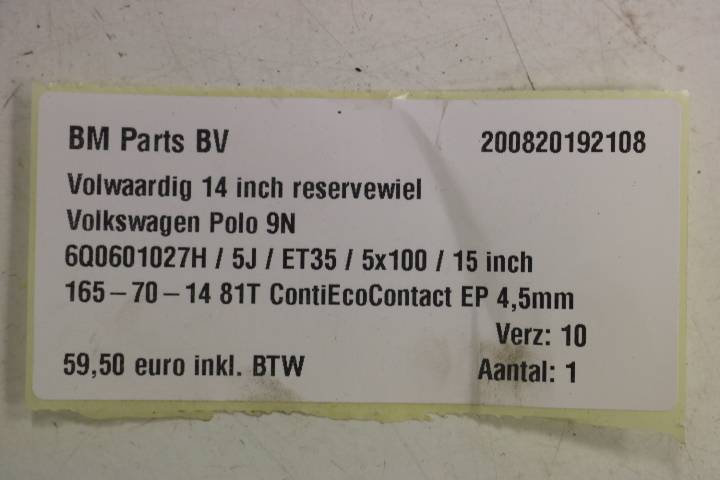 BM Parts BV 200820192108
Volwaardig 14 inch reservewiel
Volkswagen Polo 9N
6Q0601027H / 5J / ET35 / 5x100 / 15 inch
165-70-14 81T ContiEcoContact EP 4,5mm
Verz: 10
59,50 euro inkl. BTW Aantal: 1